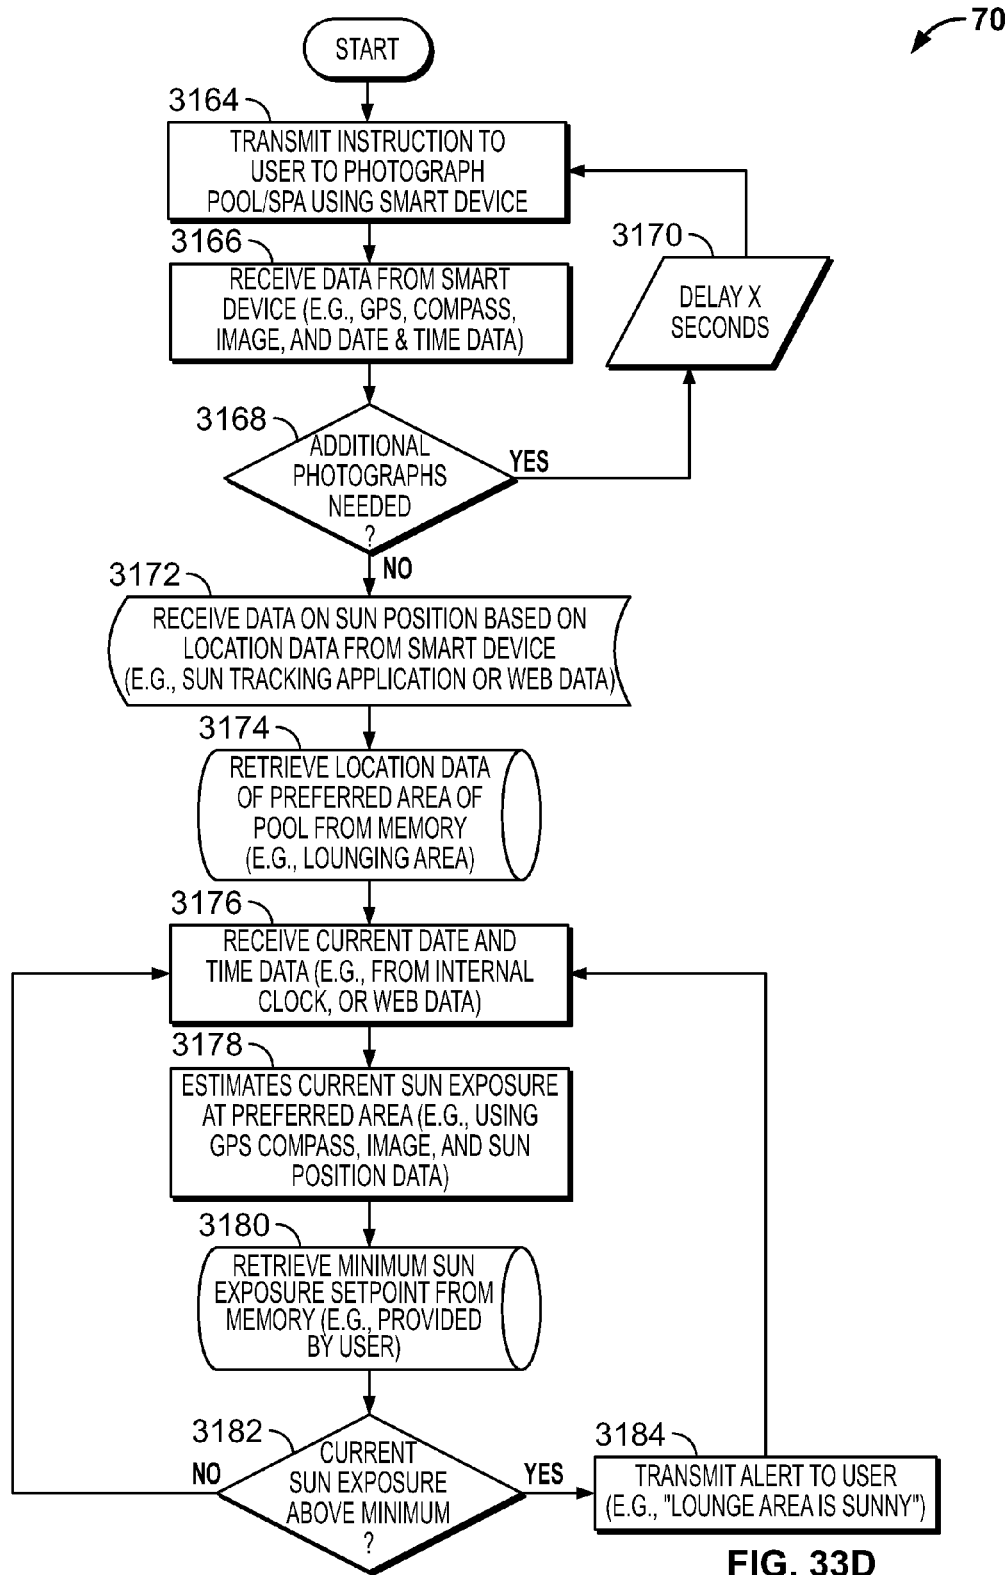 70
START
3164
TRANSMIT INSTRUCTION TO
USER TO PHOTOGRAPH
POOL/SPA USING SMART DEVICE
3166
RECEIVE DATA FROM SMART
DEVICE (E.G., GPS, COMPASS,
IMAGE, AND DATE & TIME DATA)
3170
DELAY X
SECONDS
3168
ADDITIONAL
PHOTOGRAPHS
NEEDED
?
YES
NO
3172
RECEIVE DATA ON SUN POSITION BASED ON
LOCATION DATA FROM SMART DEVICE
(E.G., SUN TRACKING APPLICATION OR WEB DATA)
3174
RETRIEVE LOCATION DATA
OF PREFERRED AREA OF
POOL FROM MEMORY
(E.G., LOUNGING AREA)
3176
RECEIVE CURRENT DATE AND
TIME DATA (E.G., FROM INTERNAL
CLOCK, OR WEB DATA)
3178
ESTIMATES CURRENT SUN EXPOSURE
AT PREFERRED AREA (E.G., USING
GPS COMPASS, IMAGE, AND SUN
POSITION DATA)
3180
RETRIEVE MINIMUM SUN
EXPOSURE SETPOINT FROM
MEMORY (E.G., PROVIDED
BY USER)
3182
CURRENT
SUN EXPOSURE
ABOVE MINIMUM
?
NO
YES
3184
TRANSMIT ALERT TO USER
(E.G., "LOUNGE AREA IS SUNNY")
FIG. 33D